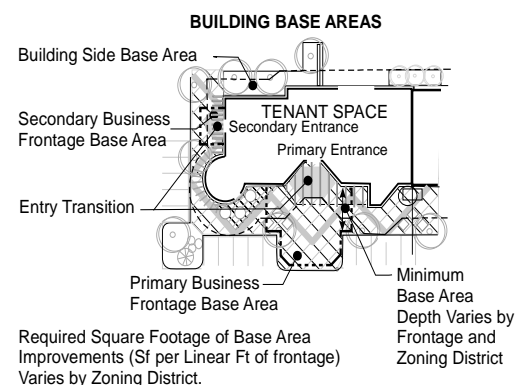 BUILDING BASE AREAS
Building Side Base Area
TENANT SPACE
Secondary Business
Frontage Base Area
Secondary Entrance
Primary Entrance
Entry Transition
Primary Business
Frontage Base Area
Minimum
Base Area
Depth Varies by
Frontage and
Zoning District
Required Square Footage of Base Area
Improvements (Sf per Linear Ft of frontage)
Varies by Zoning District.